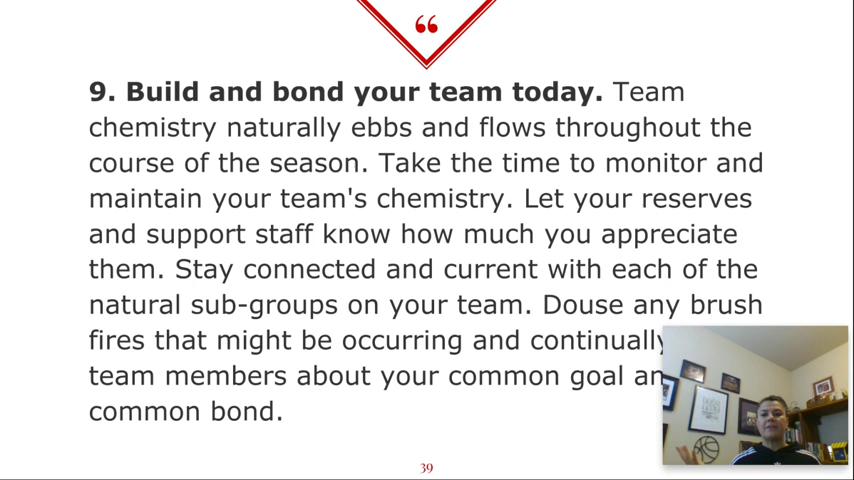 “
9. Build and bond your team today. Team
chemistry naturally ebbs and flows throughout the
course of the season. Take the time to monitor and
maintain your team's chemistry. Let your reserves
and support staff know how much you appreciate
them. Stay connected and current with each of the
natural sub-groups on your team. Douse any brush
fires that might be occurring and continually
team members about your common goal an
common bond.
39